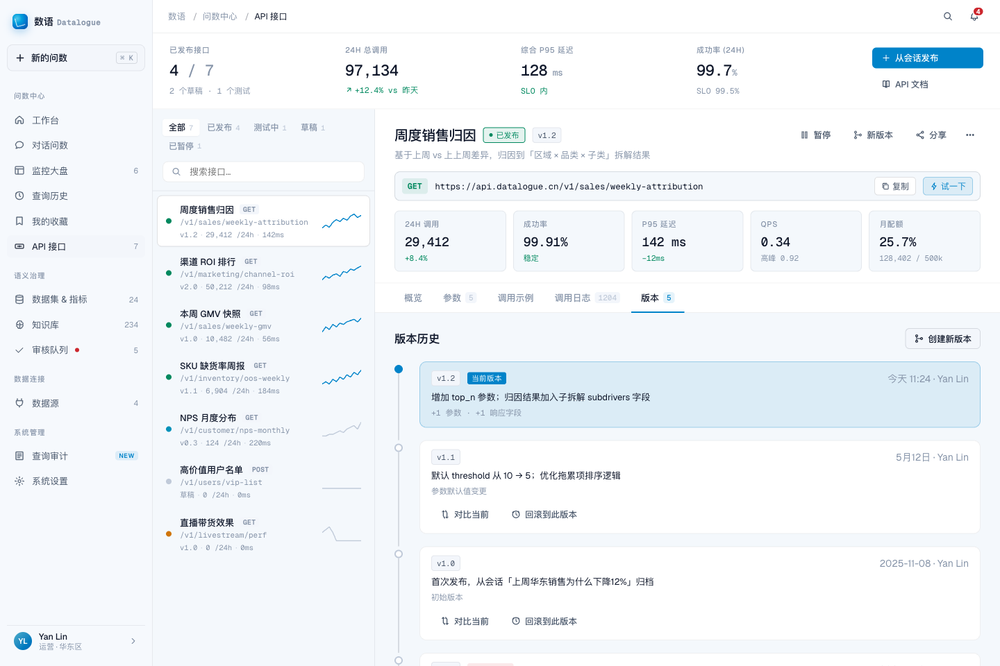 数语 Datalogue
新的问数 ⌘ K
问数中心
工作台
对话问数
监控大盘 6
查询历史
我的收藏
API 接口 7
语义治理
数据集 & 指标 24
知识库 234
审核队列 5
数据连接
数据源 4
系统管理
查询审计 NEW
系统设置
YL Yan Lin
运营 · 华东区
数语 / 问数中心 / API 接口
4
已发布接口
4 / 7
2 个草稿 · 1 个测试
24H 总调用
97,134
+12.4% vs 昨天
综合 P95 延迟
128 ms
SLO 内
成功率 (24H)
99.7%
SLO 99.5%
从会话发布
API 文档
全部 7 已发布 4 测试中 1 草稿 1
已暂停 1
搜索接口...
周度销售归因 GET
/v1/sales/weekly-attribution
v1.2 · 29,412 /24h · 142ms
渠道 ROI 排行 GET
/v1/marketing/channel-roi
v2.0 · 50,212 /24h · 98ms
本周 GMV 快照 GET
/v1/sales/weekly-gmv
v1.0 · 10,482 /24h · 56ms
SKU 缺货率周报 GET
/v1/inventory/oos-weekly
v1.1 · 6,904 /24h · 184ms
NPS 月度分布 GET
/v1/customer/nps-monthly
v0.3 · 124 /24h · 220ms
高价值用户名单 POST
/v1/users/vip-list
草稿 · 0 /24h · 0ms
直播带货效果 GET
/v1/livestream/perf
v1.0 · 0 /24h · 0ms
周度销售归因 已发布 v1.2
暂停 新版本 分享
基于上周 vs 上上周差异，归因到「区域 × 品类 × 子类」拆解结果
GET https://api.datalogue.cn/v1/sales/weekly-attribution 复制 试一下
24H 调用
29,412
+8.4%
成功率
99.91%
稳定
P95 延迟
142 ms
−12ms
QPS
0.34
高峰 0.92
月配额
25.7%
128,402 / 500k
概览 参数 5 调用示例 调用日志 1204 版本 5
版本历史 创建新版本
v1.2 当前版本 今天 11:24 · Yan Lin
增加 top_n 参数；归因结果加入子拆解 subdrivers 字段
+1 参数 · +1 响应字段
v1.1 5月12日 · Yan Lin
默认 threshold 从 10 → 5；优化拖累项排序逻辑
参数默认值变更
对比当前 回滚到此版本
v1.0 2025-11-08 · Yan Lin
首次发布，从会话「上周华东销售为什么下降12%」归档
初始版本
对比当前 回滚到此版本